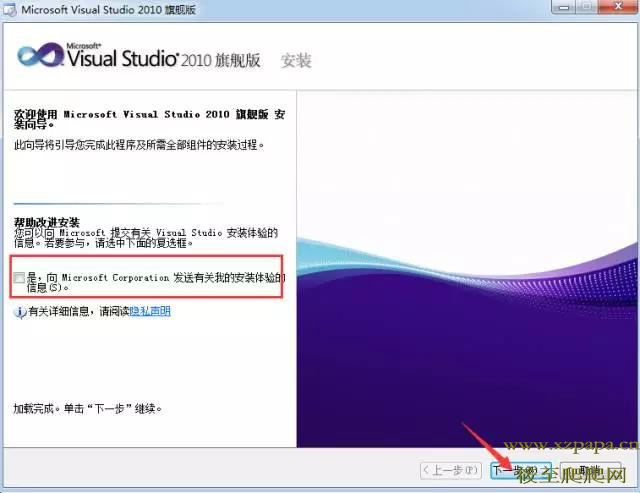 Microsoft Visual Studio 2010 旗舰版
Microsoft®
Visual Studio® 2010 旗舰版 安装
欢迎使用 Microsoft Visual Studio 2010 旗舰版 安
装向导。
此向导将引导您完成此程序及所需全部组件的安装过程。
帮助改进安装
您可以向 Microsoft 提交有关 Visual Studio 安装体验的
信息。若要参与，请选中下面的复选框。
是，向 Microsoft Corporation 发送有关我的安装体验的
信息(S)。
有关详细信息，请阅读隐私声明
加载完成。单击“下一步”继续。
www.xzpapa.cn
<上一步(P) 下一步 取消